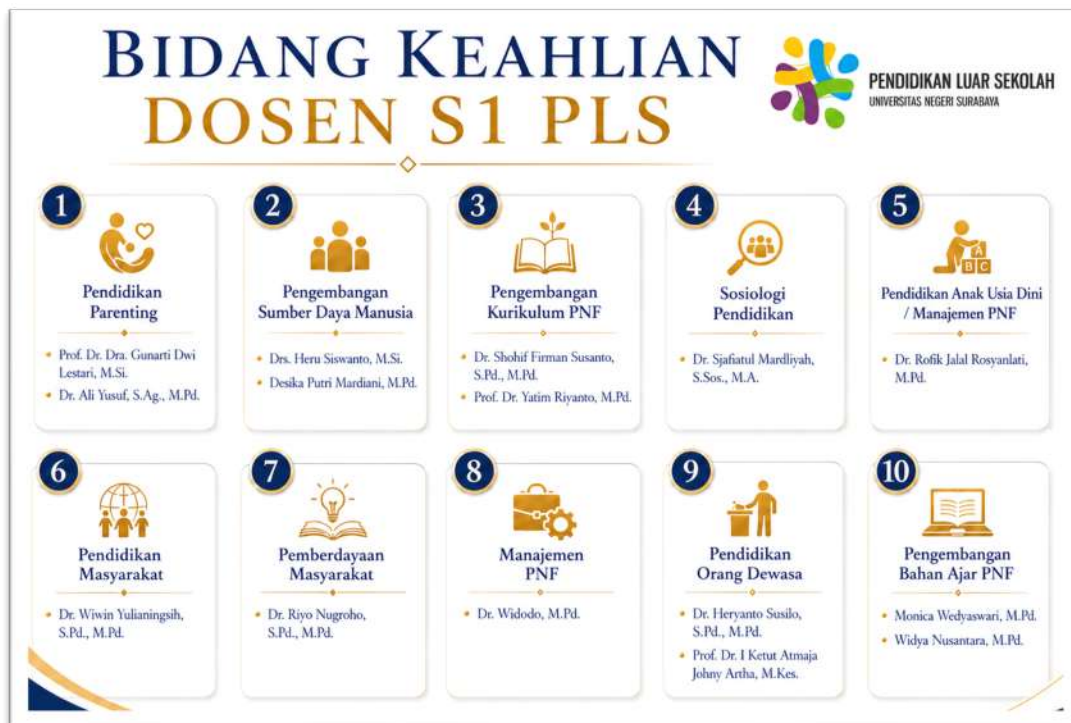 BIDANG KEAHLIAN
DOSEN S1 PLS
PENDIDIKAN LUAR SEKOLAH
UNIVERSITAS NEGERI SURABAYA
1
Pendidikan
Parenting
Prof. Dr. Dra. Gunarti Dwi
Lestari, M.Si.
Dr. Ali Yusuf, S.Ag., M.Pd.
2
Pengembangan
Sumber Daya Manusia
Drs. Heru Siswanto, M.Si.
Desika Putri Mardiani, M.Pd.
3
Pengembangan
Kurikulum PNF
Dr. Shohif Firman Susanto,
S.Pd., M.Pd.
Prof. Dr. Yatim Riyanto, M.Pd.
4
Sosiologi
Pendidikan
Dr. Sjafiatul Mardliyah,
S.Sos., M.A.
5
Pendidikan Anak Usia Dini
/ Manajemen PNF
Dr. Rofik Jalal Rosyanlati,
M.Pd.
A
B C
6
Pendidikan
Masyarakat
Dr. Wiwin Yulianingsih,
S.Pd., M.Pd.
7
Pemberdayaan
Masyarakat
Dr. Riyo Nugroho,
S.Pd., M.Pd.
8
Manajemen
PNF
Dr. Widodo, M.Pd.
9
Pendidikan
Orang Dewasa
Dr. Heryanto Susilo,
S.Pd., M.Pd.
Prof. Dr. I Ketut Atmaja
Johny Artha, M.Kes.
10
Pengembangan
Bahan Ajar PNF
Monica Wedyaswari, M.Pd.
Widya Nusantara, M.Pd.